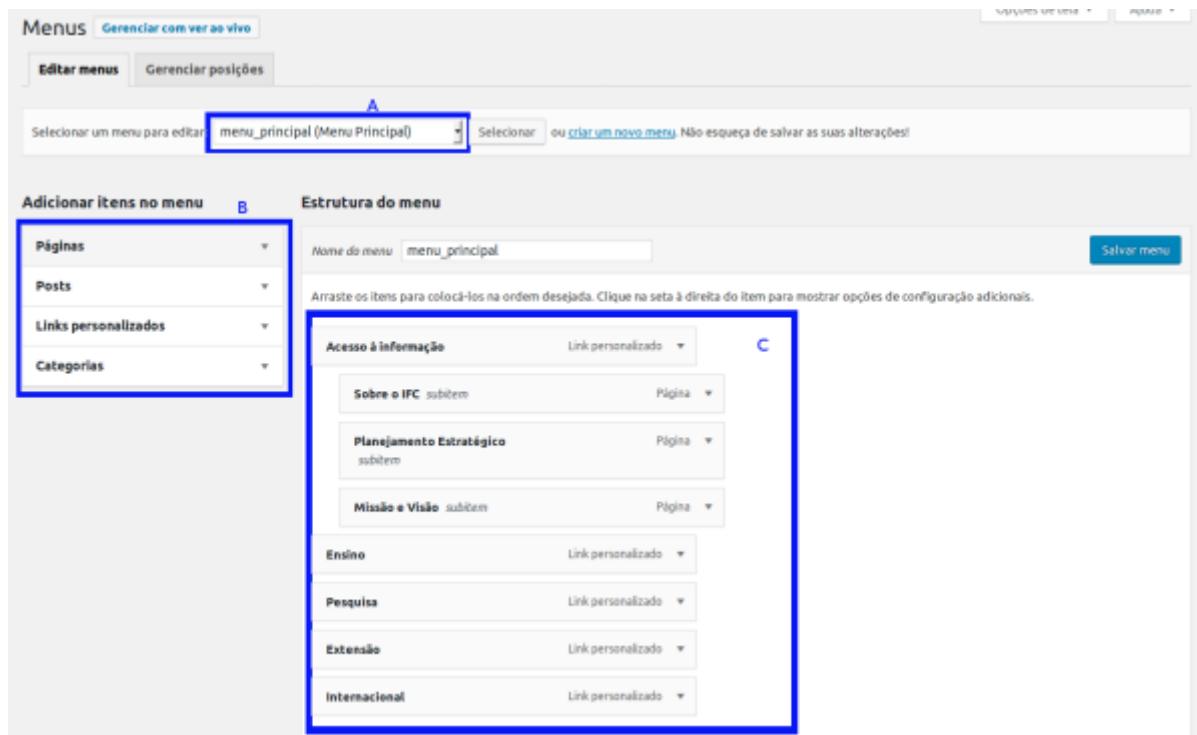 Opções de tela Ajuda
Menus Gerenciar com ver ao vivo
Editar menus Gerenciar posições
A
Selecionar um menu para editar menu_principal (Menu Principal) Selecionar ou criar um novo menu. Não esqueça de salvar as suas alterações!
Adicionar itens no menu B
Estrutura do menu
Páginas
Posts
Links personalizados
Categorias
Nome do menu menu_principal Salvar menu
Arraste os itens para colocá-los na ordem desejada. Clique na seta à direita do item para mostrar opções de configuração adicionais.
C
Acesso à informação Link personalizado
Sobre o IFC subitem Página
Planejamento Estratégico Página
subitem
Missão e Visão subitem Página
Ensino Link personalizado
Pesquisa Link personalizado
Extensão Link personalizado
Internacional Link personalizado